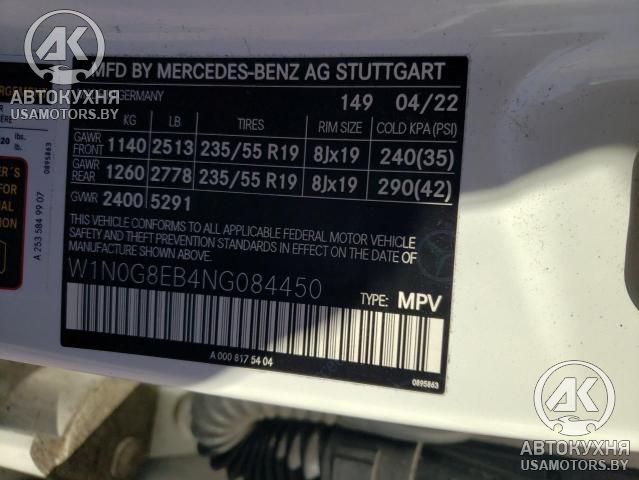 AK
АВТОКУХНЯ
USAMOTORS.BY
MFD BY MERCEDES-BENZ AG STUTTGART
GERMANY
149 04/22
KG LB TIRES RIM SIZE COLD KPA (PSI)
GAWR FRONT 1140 2513 235/55 R19 8Jx19 240(35)
GAWR REAR 1260 2778 235/55 R19 8Jx19 290(42)
GVWR 2400 5291
THIS VEHICLE CONFORMS TO ALL APPLICABLE FEDERAL MOTOR VEHICLE
SAFETY AND THEFT PREVENTION STANDARDS IN EFFECT ON THE DATE OF
MANUFACTURE SHOWN ABOVE.
W1N0G8EB4NG084450
TYPE: MPV
A 000 817 54 04
0895863
lbs.
lb.
0895863
A 253 584 99 07
AK
АВТОКУХНЯ
USAMOTORS.BY